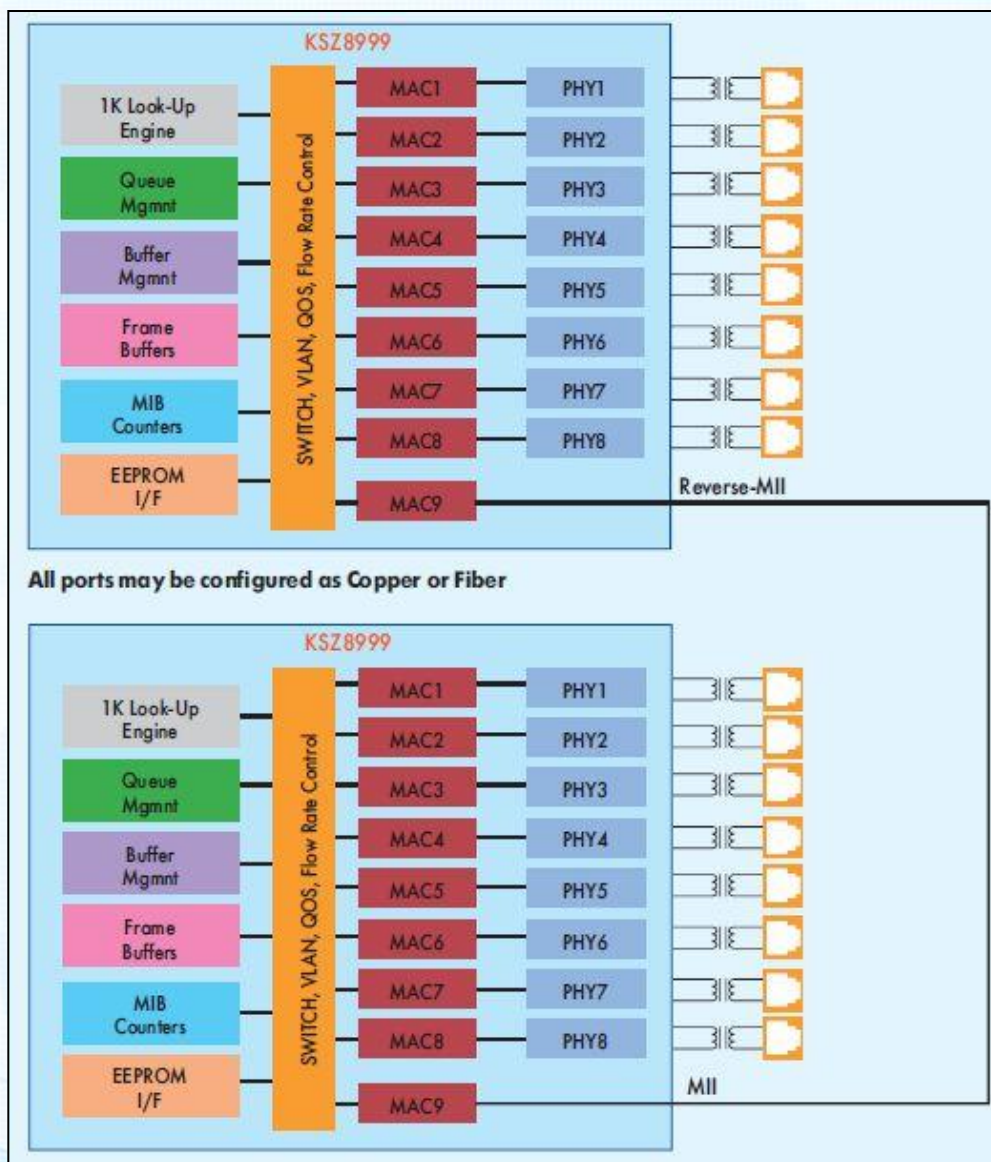 KSZ8999
1K Look-Up
Engine
Queue
Mgmnt
Buffer
Mgmnt
Frame
Buffers
MIB
Counters
EEPROM
I/F
SWITCH, VLAN, QOS, Flow Rate Control
MAC1
PHY1
MAC2
PHY2
MAC3
PHY3
MAC4
PHY4
MAC5
PHY5
MAC6
PHY6
MAC7
PHY7
MAC8
PHY8
MAC9
Reverse-MII
All ports may be configured as Copper or Fiber
KSZ8999
1K Look-Up
Engine
Queue
Mgmnt
Buffer
Mgmnt
Frame
Buffers
MIB
Counters
EEPROM
I/F
SWITCH, VLAN, QOS, Flow Rate Control
MAC1
PHY1
MAC2
PHY2
MAC3
PHY3
MAC4
PHY4
MAC5
PHY5
MAC6
PHY6
MAC7
PHY7
MAC8
PHY8
MAC9
MII